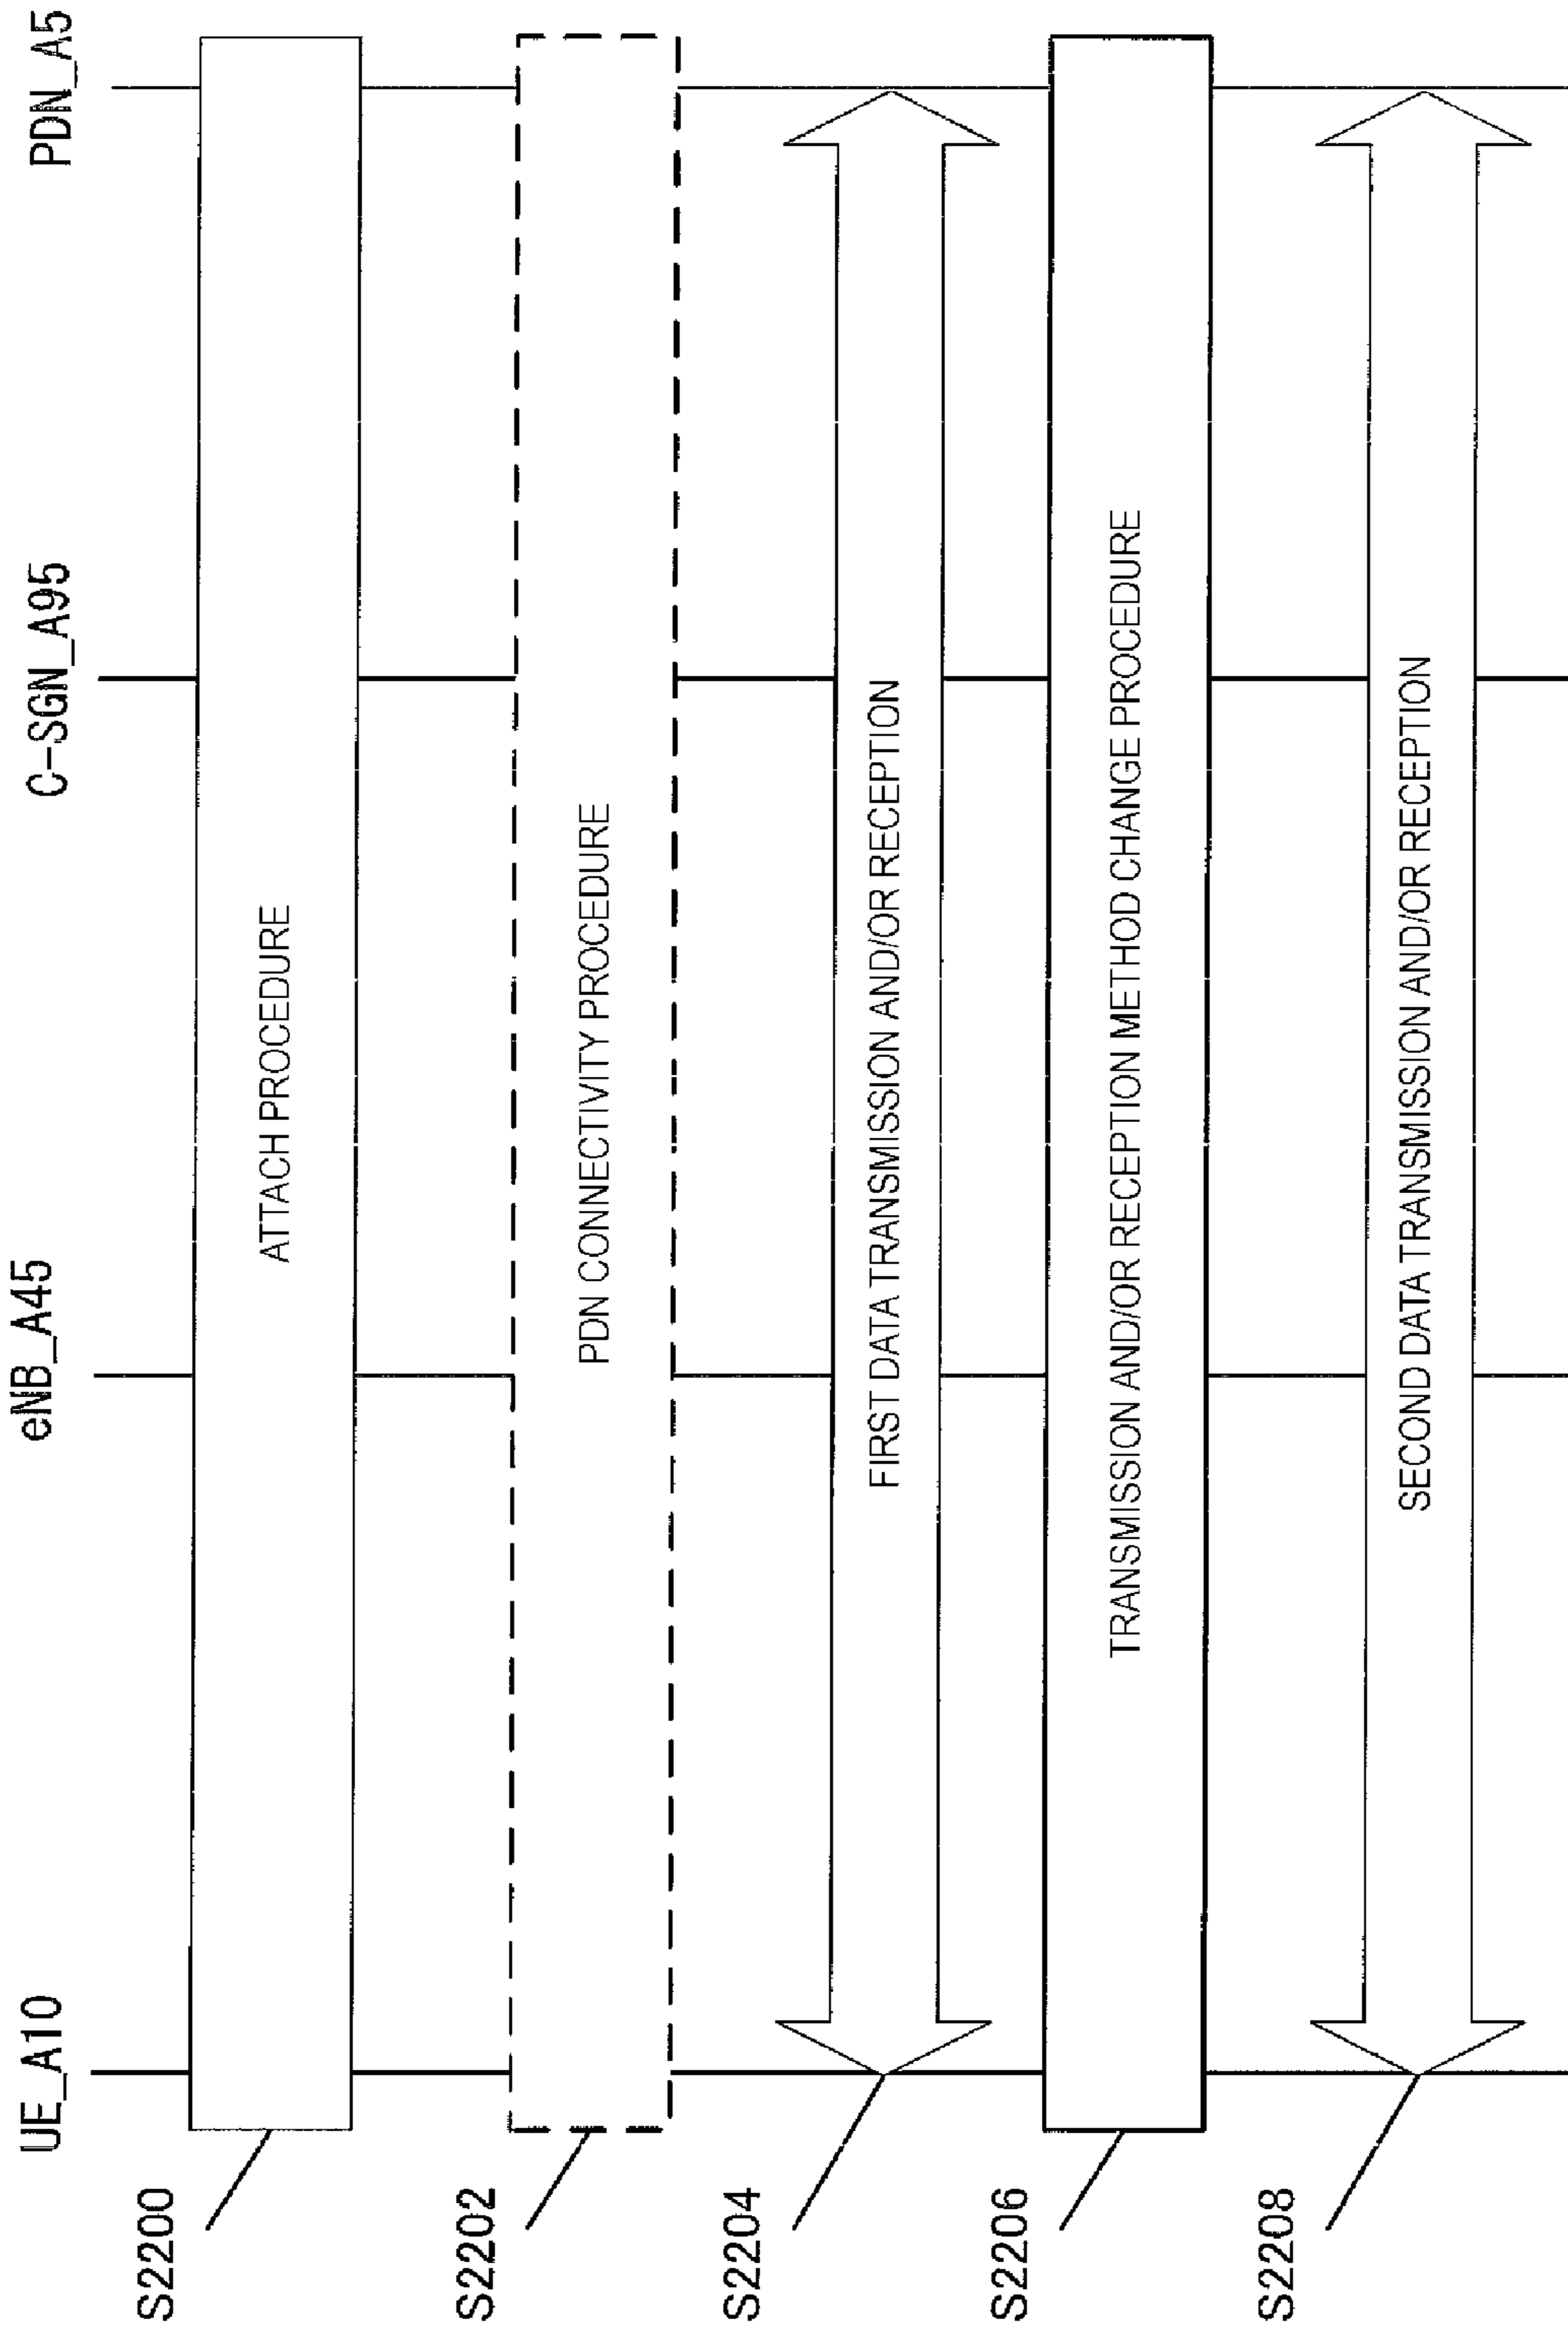 UE_A10
eNB_A45
C-SGN_A95
PDN_A5
S2200
ATTACH PROCEDURE
S2202
PDN CONNECTIVITY PROCEDURE
S2204
FIRST DATA TRANSMISSION AND/OR RECEPTION
S2206
TRANSMISSION AND/OR RECEPTION METHOD CHANGE PROCEDURE
S2208
SECOND DATA TRANSMISSION AND/OR RECEPTION